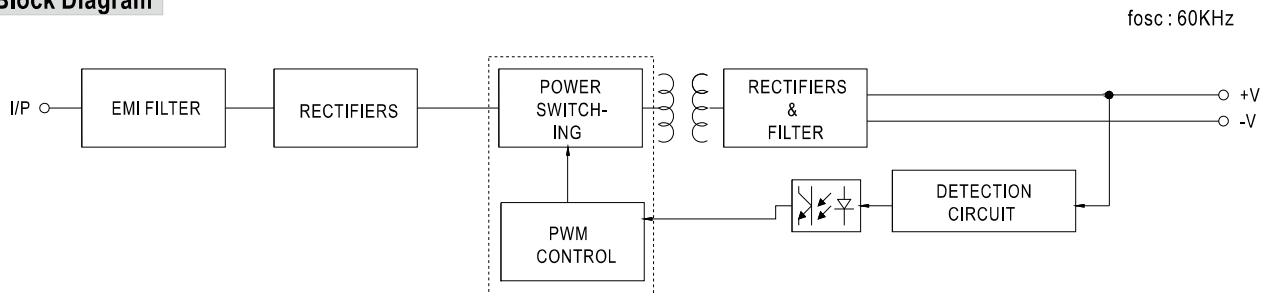 Block Diagram
fosc : 60KHz
I/P
EMI FILTER
RECTIFIERS
POWER
SWITCH-
ING
RECTIFIERS
&
FILTER
+V
-V
DETECTION
CIRCUIT
PWM
CONTROL